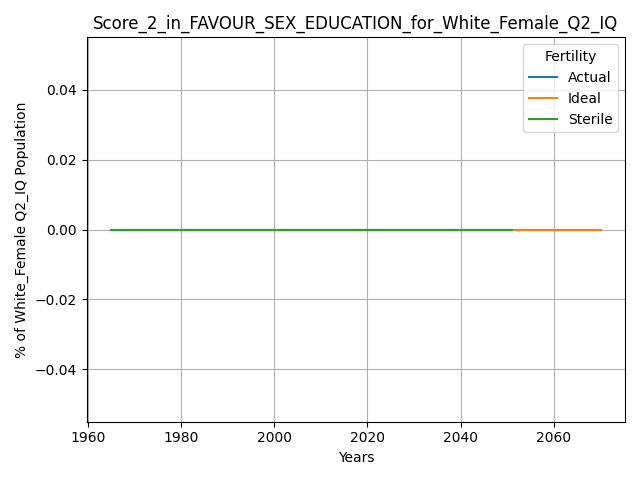 Score_2_in_FAVOUR_SEX_EDUCATION_for_White_Female_Q2_IQ
Fertility
Actual
Ideal
Sterile
% of White_Female Q2_IQ Population
0.04
0.02
0.00
−0.02
−0.04
1960 1980 2000 2020 2040 2060
Years